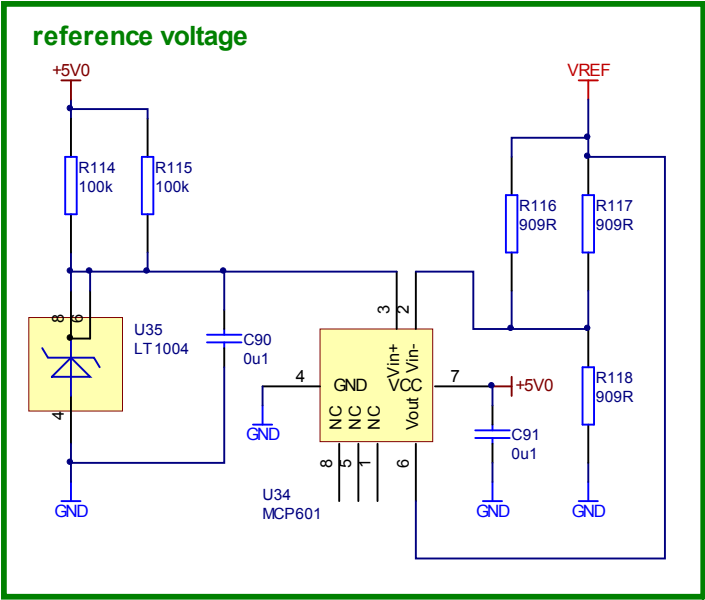 reference voltage
+5V0
VREF
R114
100k
R115
100k
R116
909R
R117
909R
8
6
U35
LT1004
4
C90
0u1
3
2
Vin+
Vin-
4
GND
VCC
7
+5V0
NC
NC
NC
Vout
R118
909R
GND
C91
0u1
8
5
1
6
U34
MCP601
GND
GND
GND